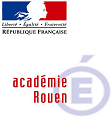 Liberté • Égalité • Fraternité
RÉPUBLIQUE FRANÇAISE
académie
Rouen
é